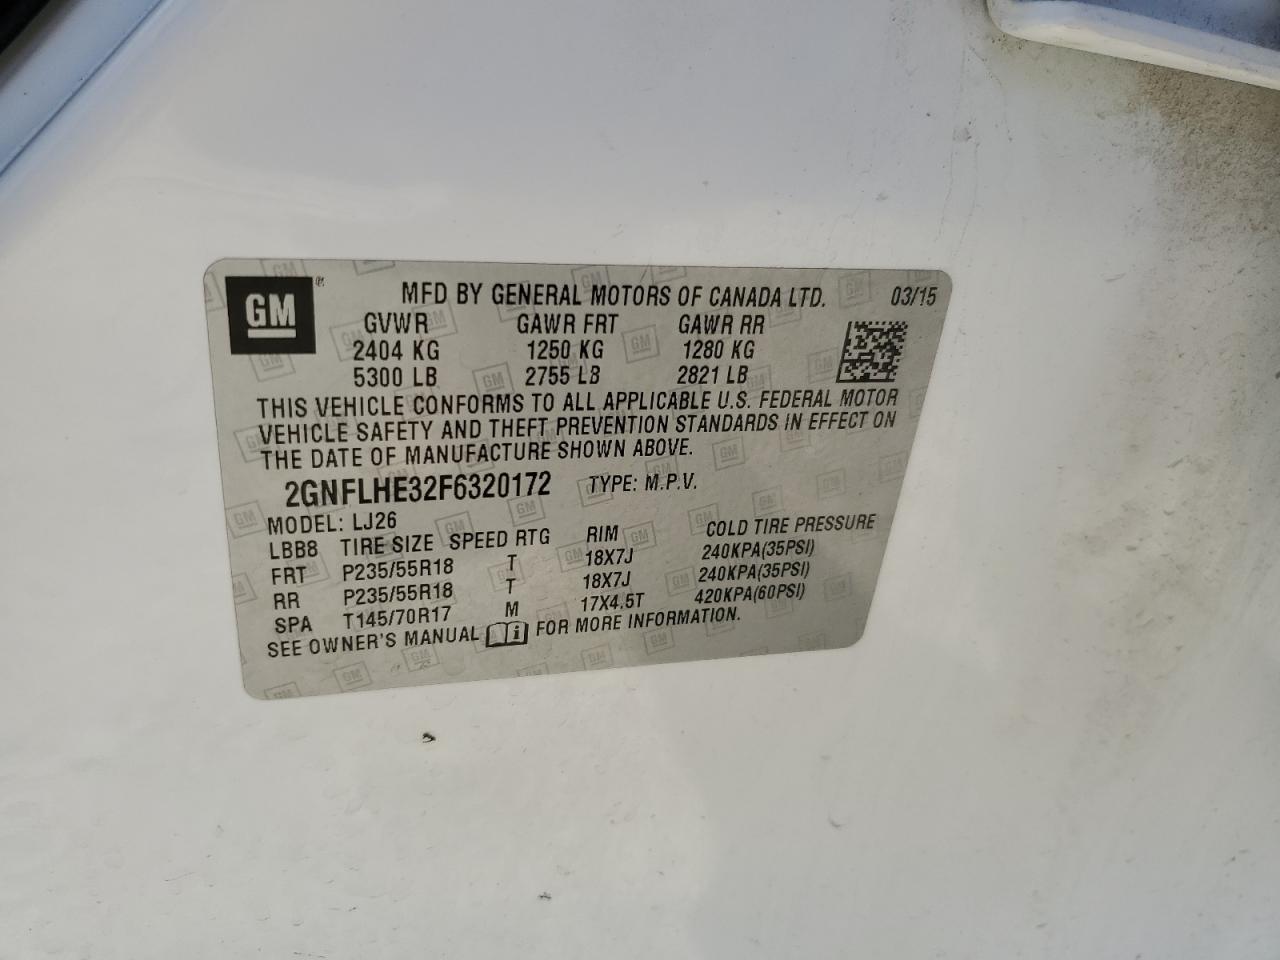 GM
MFD BY GENERAL MOTORS OF CANADA LTD. 03/15
GVWR GAWR FRT GAWR RR
2404 KG 1250 KG 1280 KG
5300 LB 2755 LB 2821 LB
THIS VEHICLE CONFORMS TO ALL APPLICABLE U.S. FEDERAL MOTOR
VEHICLE SAFETY AND THEFT PREVENTION STANDARDS IN EFFECT ON
THE DATE OF MANUFACTURE SHOWN ABOVE.
2GNFLHE32F6320172 TYPE: M.P.V.
MODEL: LJ26
LBB8 TIRE SIZE SPEED RTG RIM COLD TIRE PRESSURE
FRT P235/55R18 T 18X7J 240KPA(35PSI)
RR P235/55R18 T 18X7J 240KPA(35PSI)
SPA T145/70R17 M 17X4.5T 420KPA(60PSI)
SEE OWNER'S MANUAL FOR MORE INFORMATION.